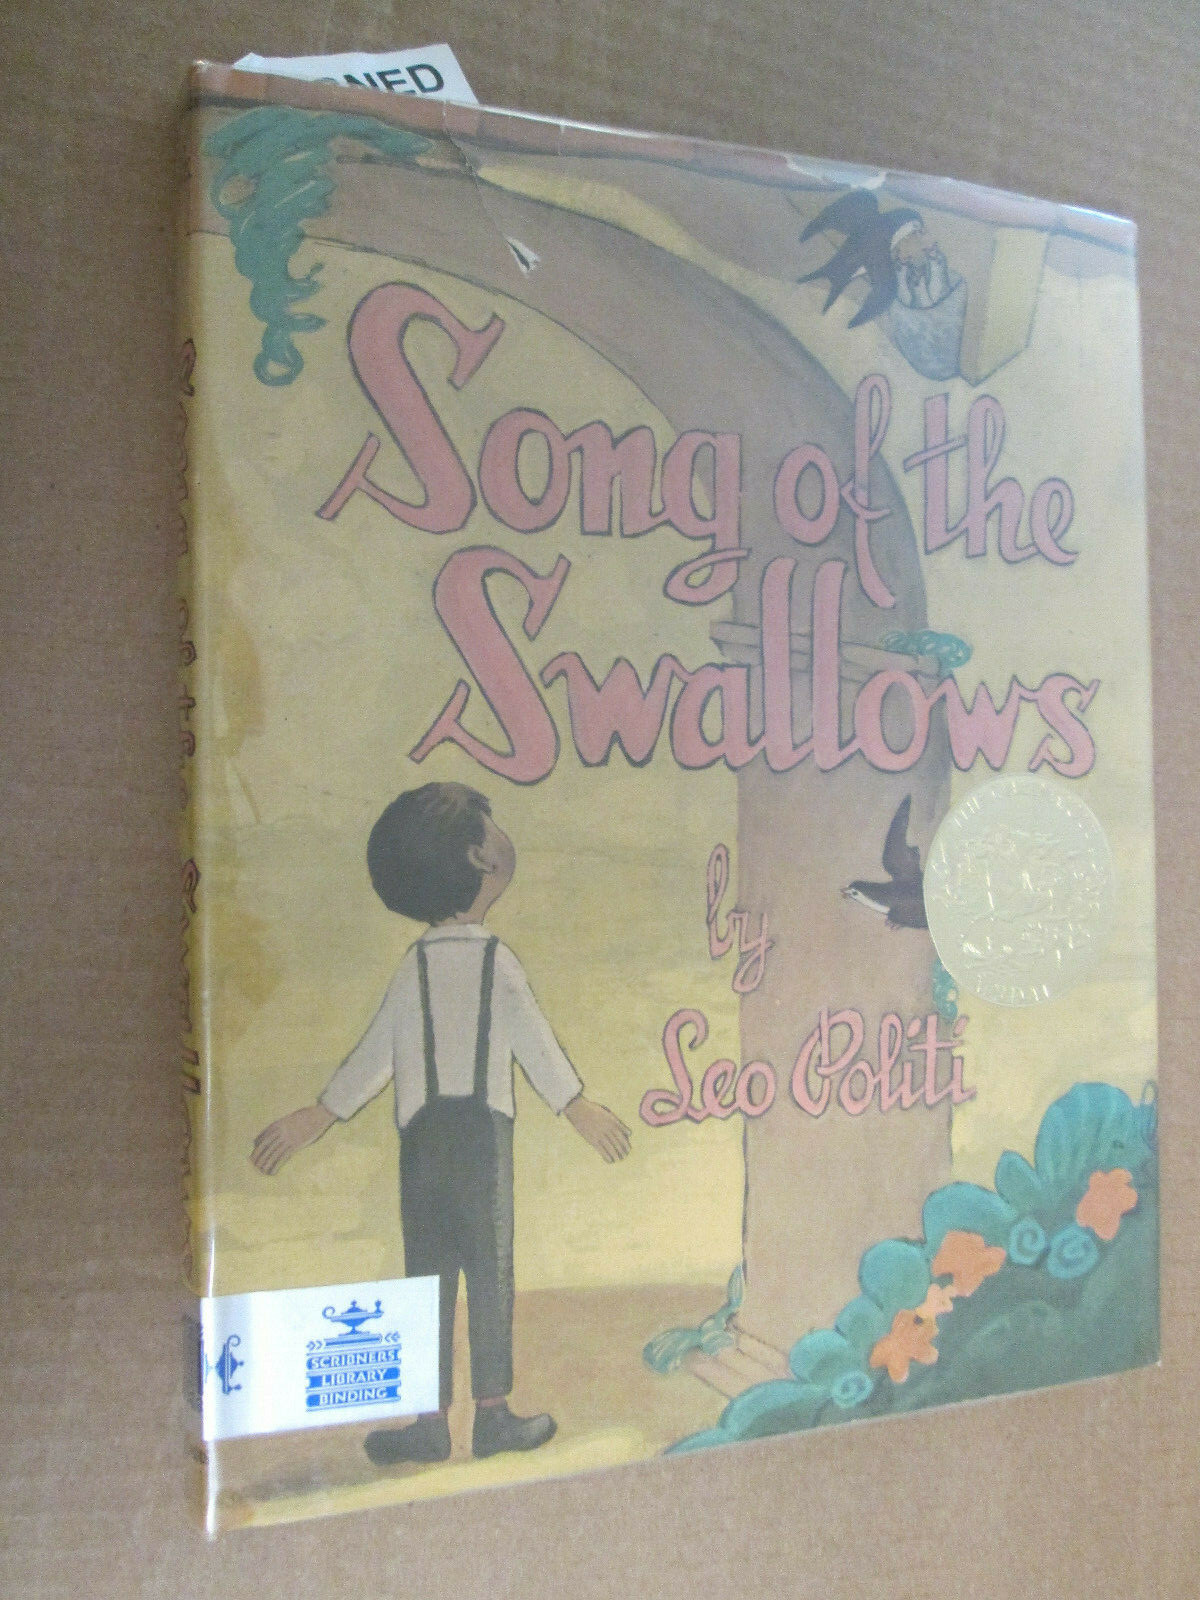 NED
Song of the
Swallows
by
Leo Politi
SCRIBNERS
LIBRARY
BINDING